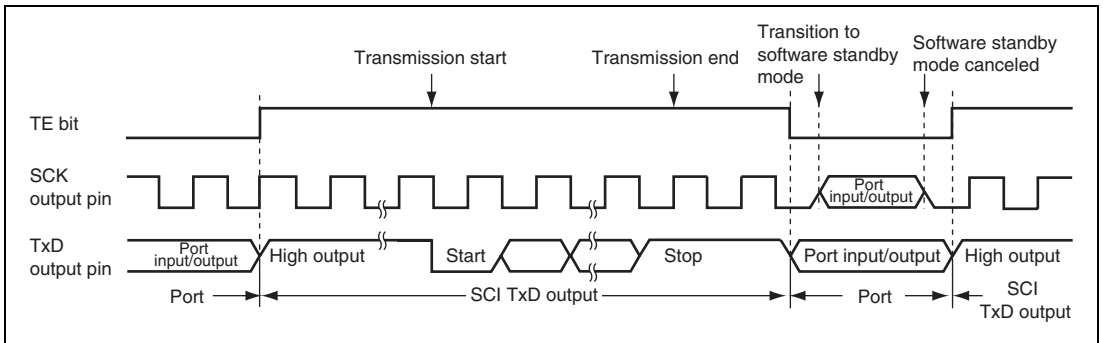 Transmission start
Transmission end
Transition to
software standby
mode
Software standby
mode canceled
TE bit
SCK
output pin
Port
input/output
TxD
output pin
Port
input/output
High output
Start
Stop
Port input/output
High output
Port
SCI TxD output
Port
SCI
TxD output